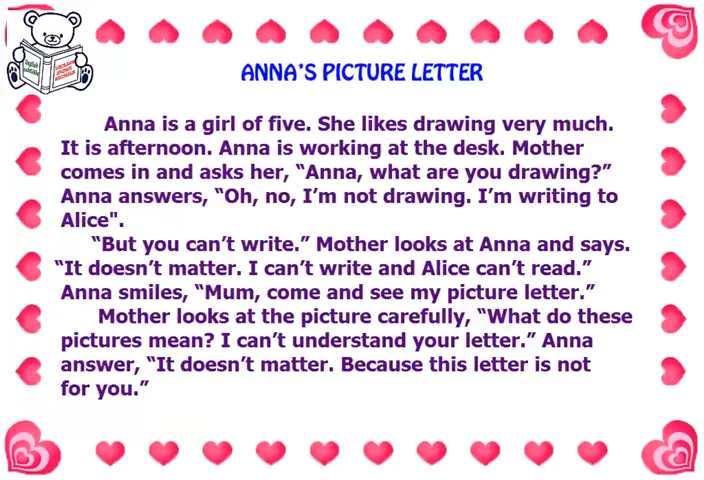 ANNA'S PICTURE LETTER
Anna is a girl of five. She likes drawing very much.
It is afternoon. Anna is working at the desk. Mother
comes in and asks her, “Anna, what are you drawing?”
Anna answers, “Oh, no, I’m not drawing. I’m writing to
Alice".
“But you can’t write.” Mother looks at Anna and says.
“It doesn’t matter. I can’t write and Alice can’t read.”
Anna smiles, “Mum, come and see my picture letter.”
Mother looks at the picture carefully, “What do these
pictures mean? I can’t understand your letter.” Anna
answer, “It doesn’t matter. Because this letter is not
for you.”